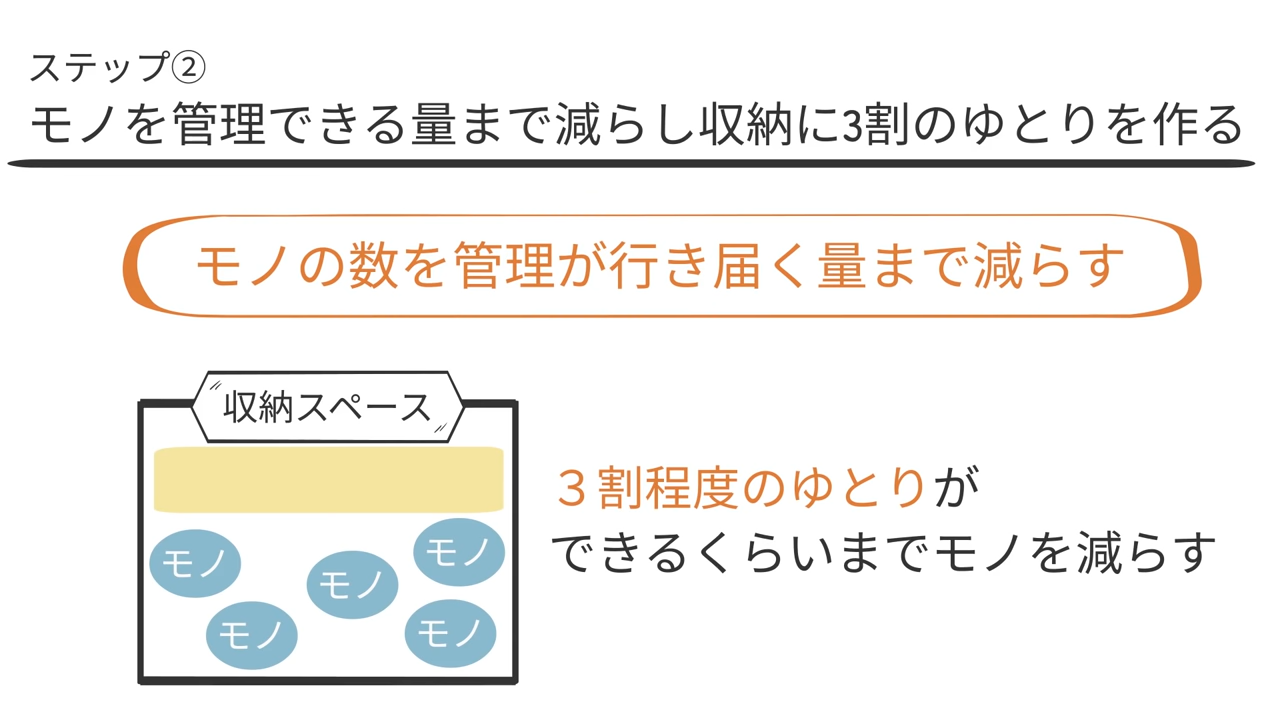 ステップ②
モノを管理できる量まで減らし収納に3割のゆとりを作る
モノの数を管理が行き届く量まで減らす
収納スペース
３割程度のゆとりが
できるくらいまでモノを減らす
モノ
モノ
モノ
モノ
モノ